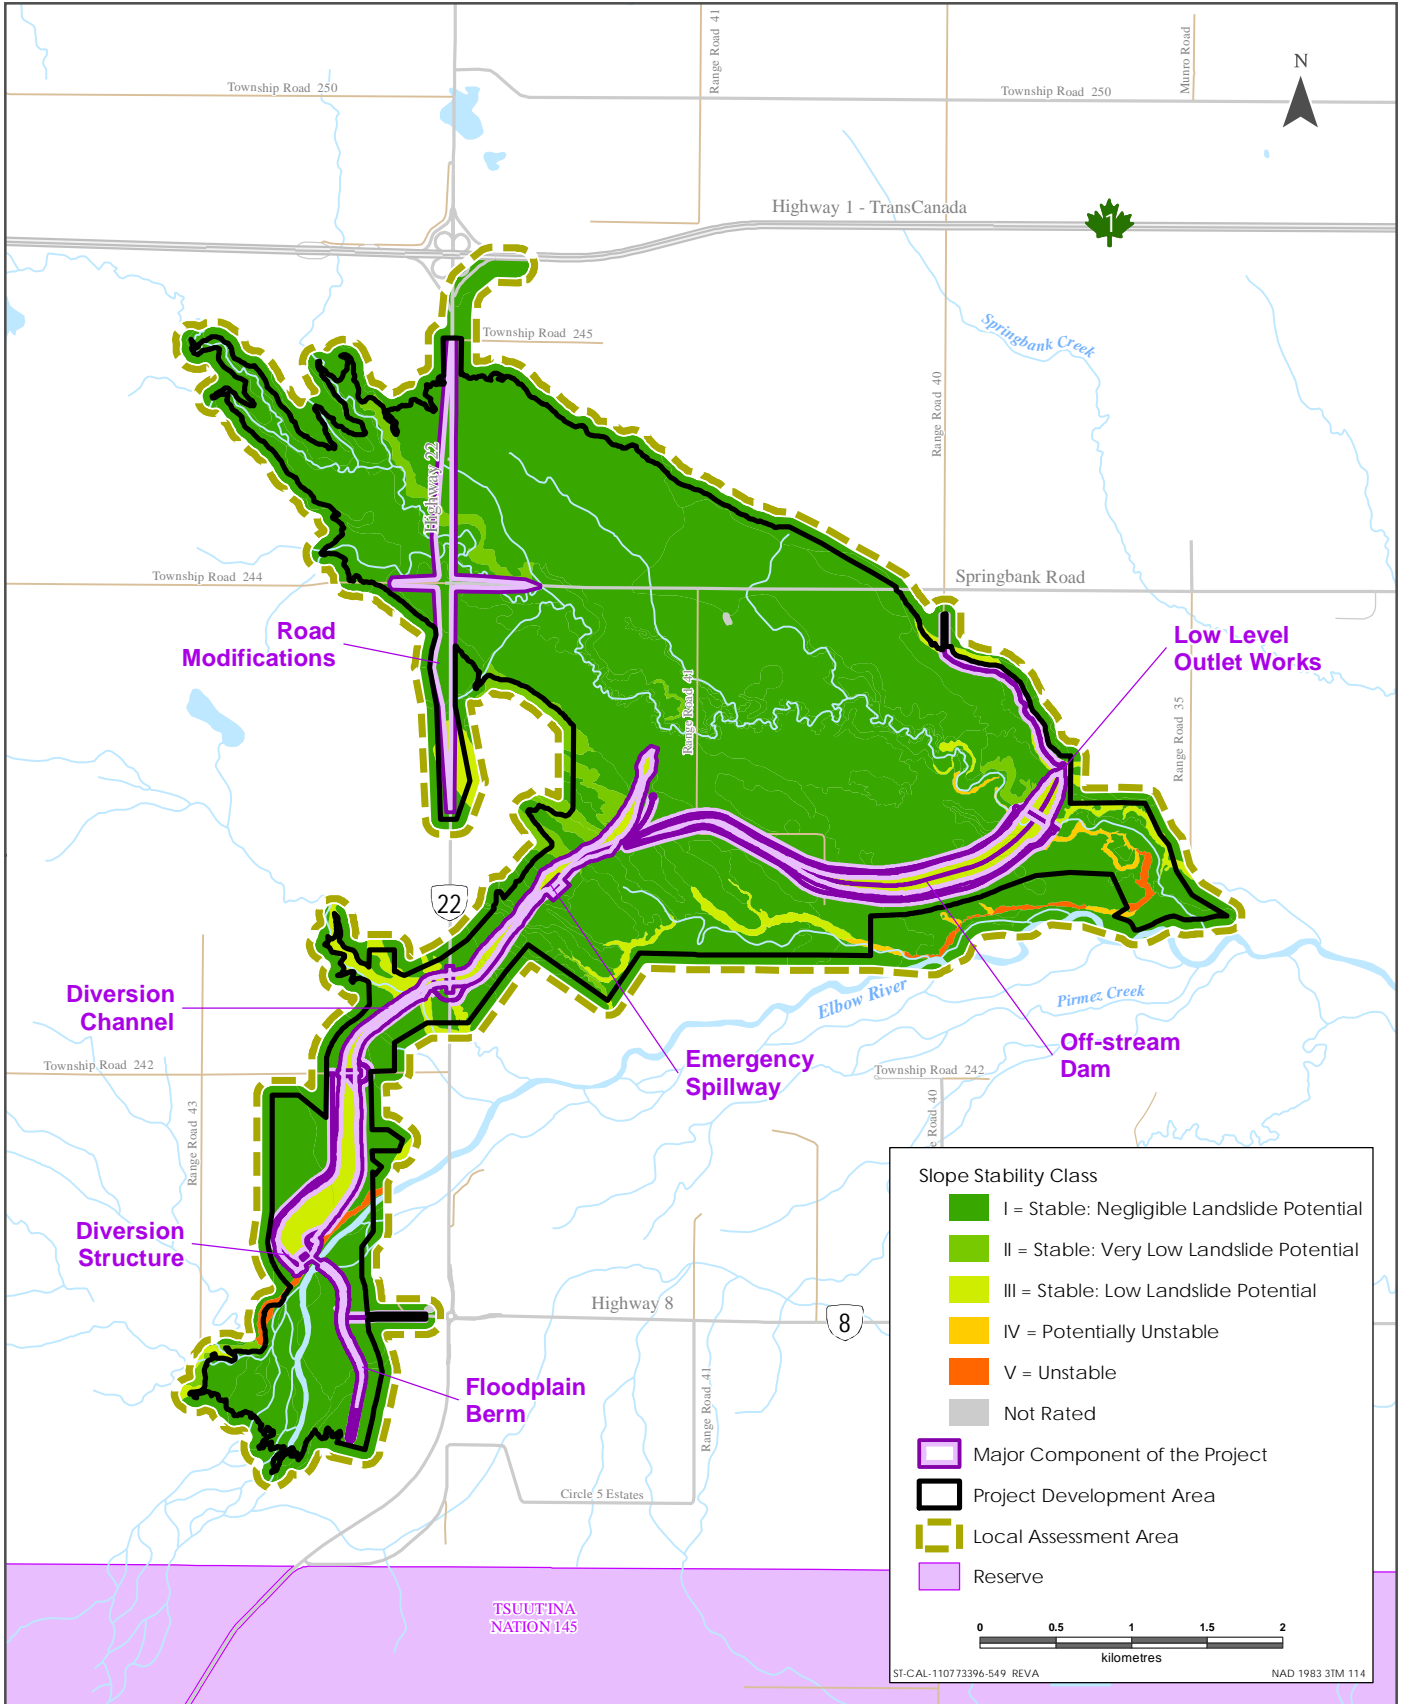 Range Road 41
Munro Road
N
Township Road 250
Township Road 250
Highway 1 - TransCanada
1
Springbank Creek
Township Road 245
Range Road 40
Highway 22
Township Road 244
Springbank Road
Road
Modifications
Low Level
Outlet Works
Range Road 41
Range Road 35
22
Diversion
Channel
Elbow River
Pirmez Creek
Off-stream
Dam
Emergency
Spillway
Township Road 242
Township Road 242
Range Road 43
e Road 40
Diversion
Structure
Highway 8
8
Floodplain
Berm
Range Road 41
Circle 5 Estates
TSUUT'INA
NATION 145
Slope Stability Class
I = Stable: Negligible Landslide Potential
II = Stable: Very Low Landslide Potential
III = Stable: Low Landslide Potential
IV = Potentially Unstable
V = Unstable
Not Rated
Major Component of the Project
Project Development Area
Local Assessment Area
Reserve
0 0.5 1 1.5 2
kilometres
ST-CAL-110773396-549 REVA
NAD 1983 3TM 114